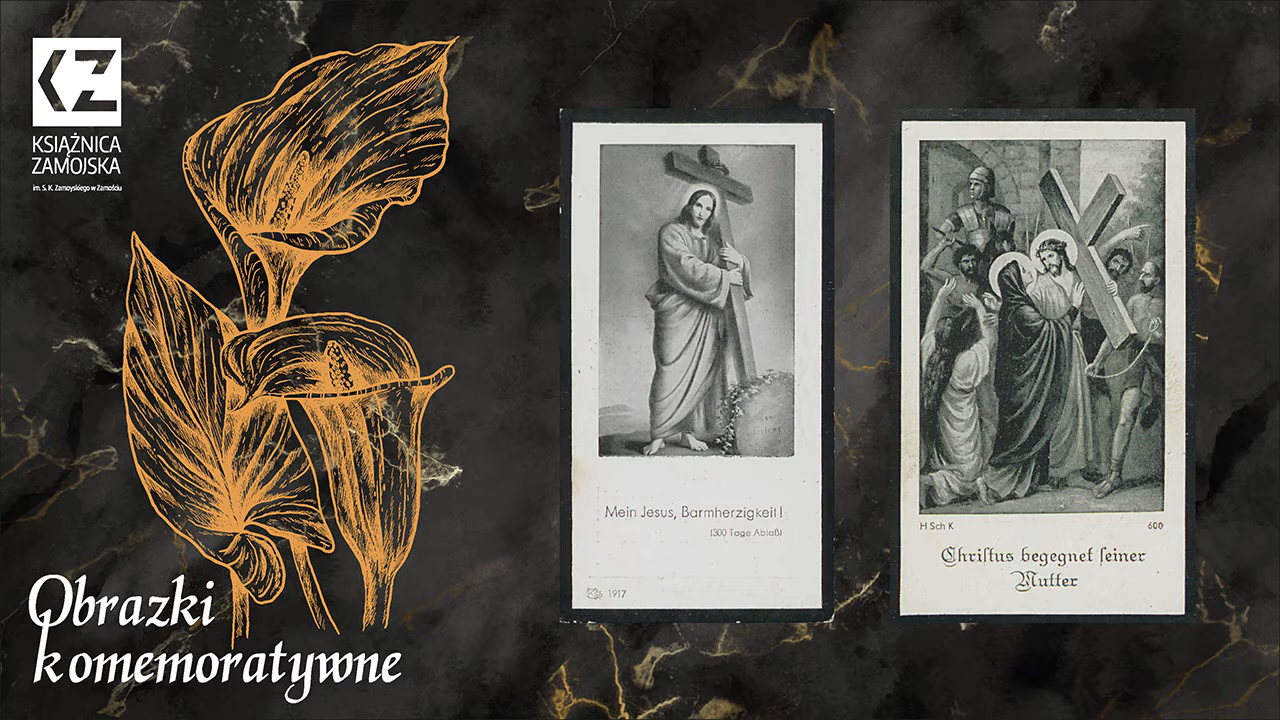 KSIĄŻNICA
ZAMOJSKA
im. S. K. Zamoyskiego w Zamościu
Obrazki
komemoratywne
Mein Jesus, Barmherzigkeit!
(300 Tage Ablaß)
1917
H Sch K 600
Chriſtus begegnet ſeiner
Mutter